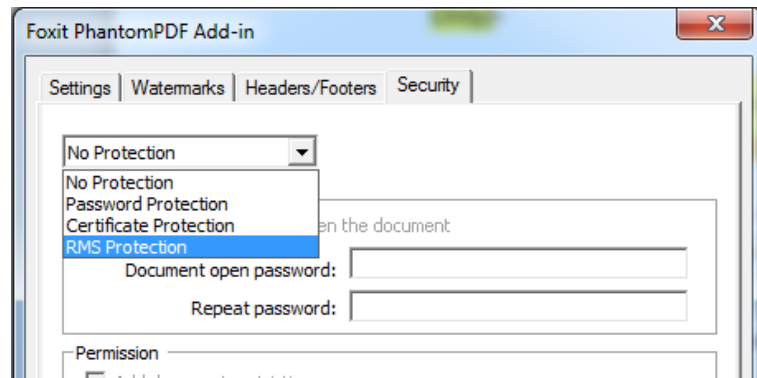 Foxit PhantomPDF Add-in
Settings Watermarks Headers/Footers Security
No Protection
No Protection
Password Protection
Certificate Protection
en the document
RMS Protection
Document open password:
Repeat password:
Permission